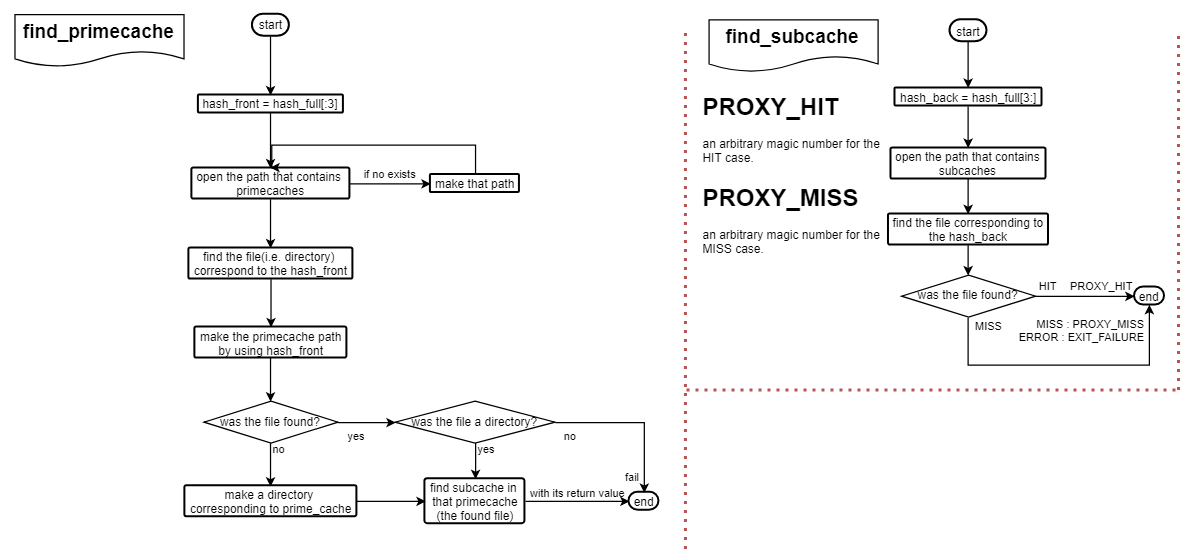 find_primecache
start
hash_front = hash_full[:3]
open the path that contains
primecaches
if no exists
make that path
find the file(i.e. directory)
correspond to the hash_front
make the primecache path
by using hash_front
was the file found?
yes
was the file a directory?
no
no
yes
fail
make a directory
corresponding to prime_cache
find subcache in
that primecache
(the found file)
with its return value
end
find_subcache
start
PROXY_HIT
an arbitrary magic number for the
HIT case.
PROXY_MISS
an arbitrary magic number for the
MISS case.
hash_back = hash_full[3:]
open the path that contains
subcaches
find the file corresponding to
the hash_back
was the file found?
HIT
PROXY_HIT
end
MISS
MISS : PROXY_MISS
ERROR : EXIT_FAILURE